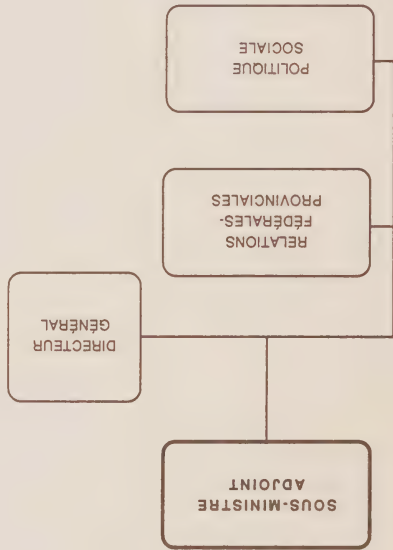 SOUS-MINISTRE
ADJOINT
DIRECTEUR
GÉNÉRAL
RELATIONS
FÉDÉRALES-
PROVINCIALES
POLITIQUE
SOCIALE